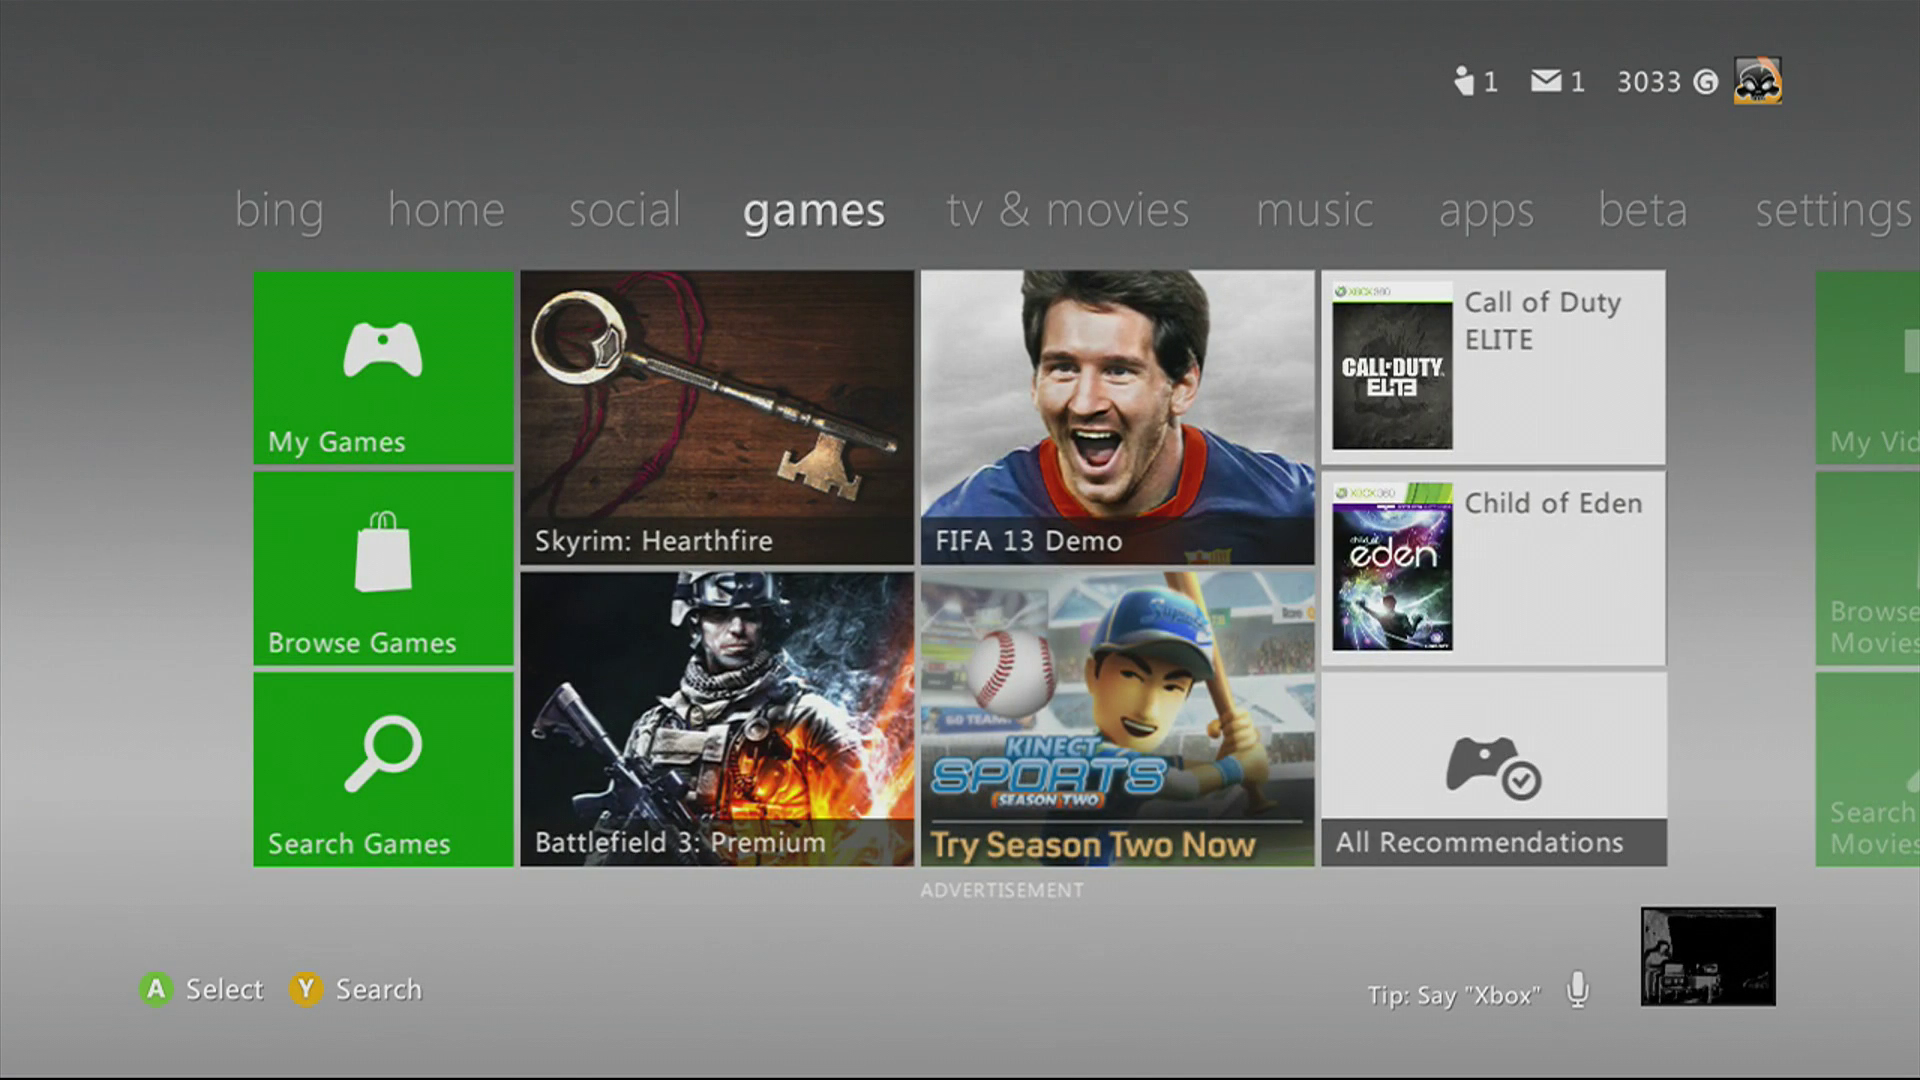 1 1 3033 G
bing home social games tv & movies music apps beta settings
My Games
Browse Games
Search Games
Skyrim: Hearthfire
FIFA 13 Demo
Battlefield 3: Premium
GO TEAM!
KINECT
SPORTS
SEASON TWO
Try Season Two Now
ADVERTISEMENT
XBOX 360
CALL OF DUTY
ELITE
Call of Duty
ELITE
XBOX 360
child of
eden
Child of Eden
All Recommendations
My Vid
Browse
Movies
Search
Movies
A Select Y Search
Tip: Say "Xbox"